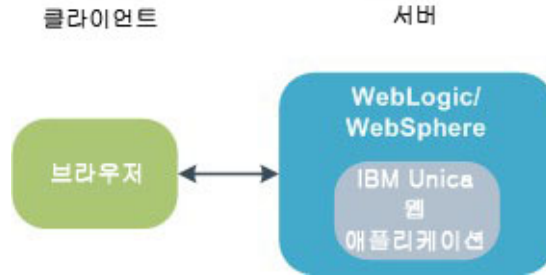 클라이언트
서버
WebLogic/
WebSphere
브라우저
IBM Unica
웹
애플리케이션